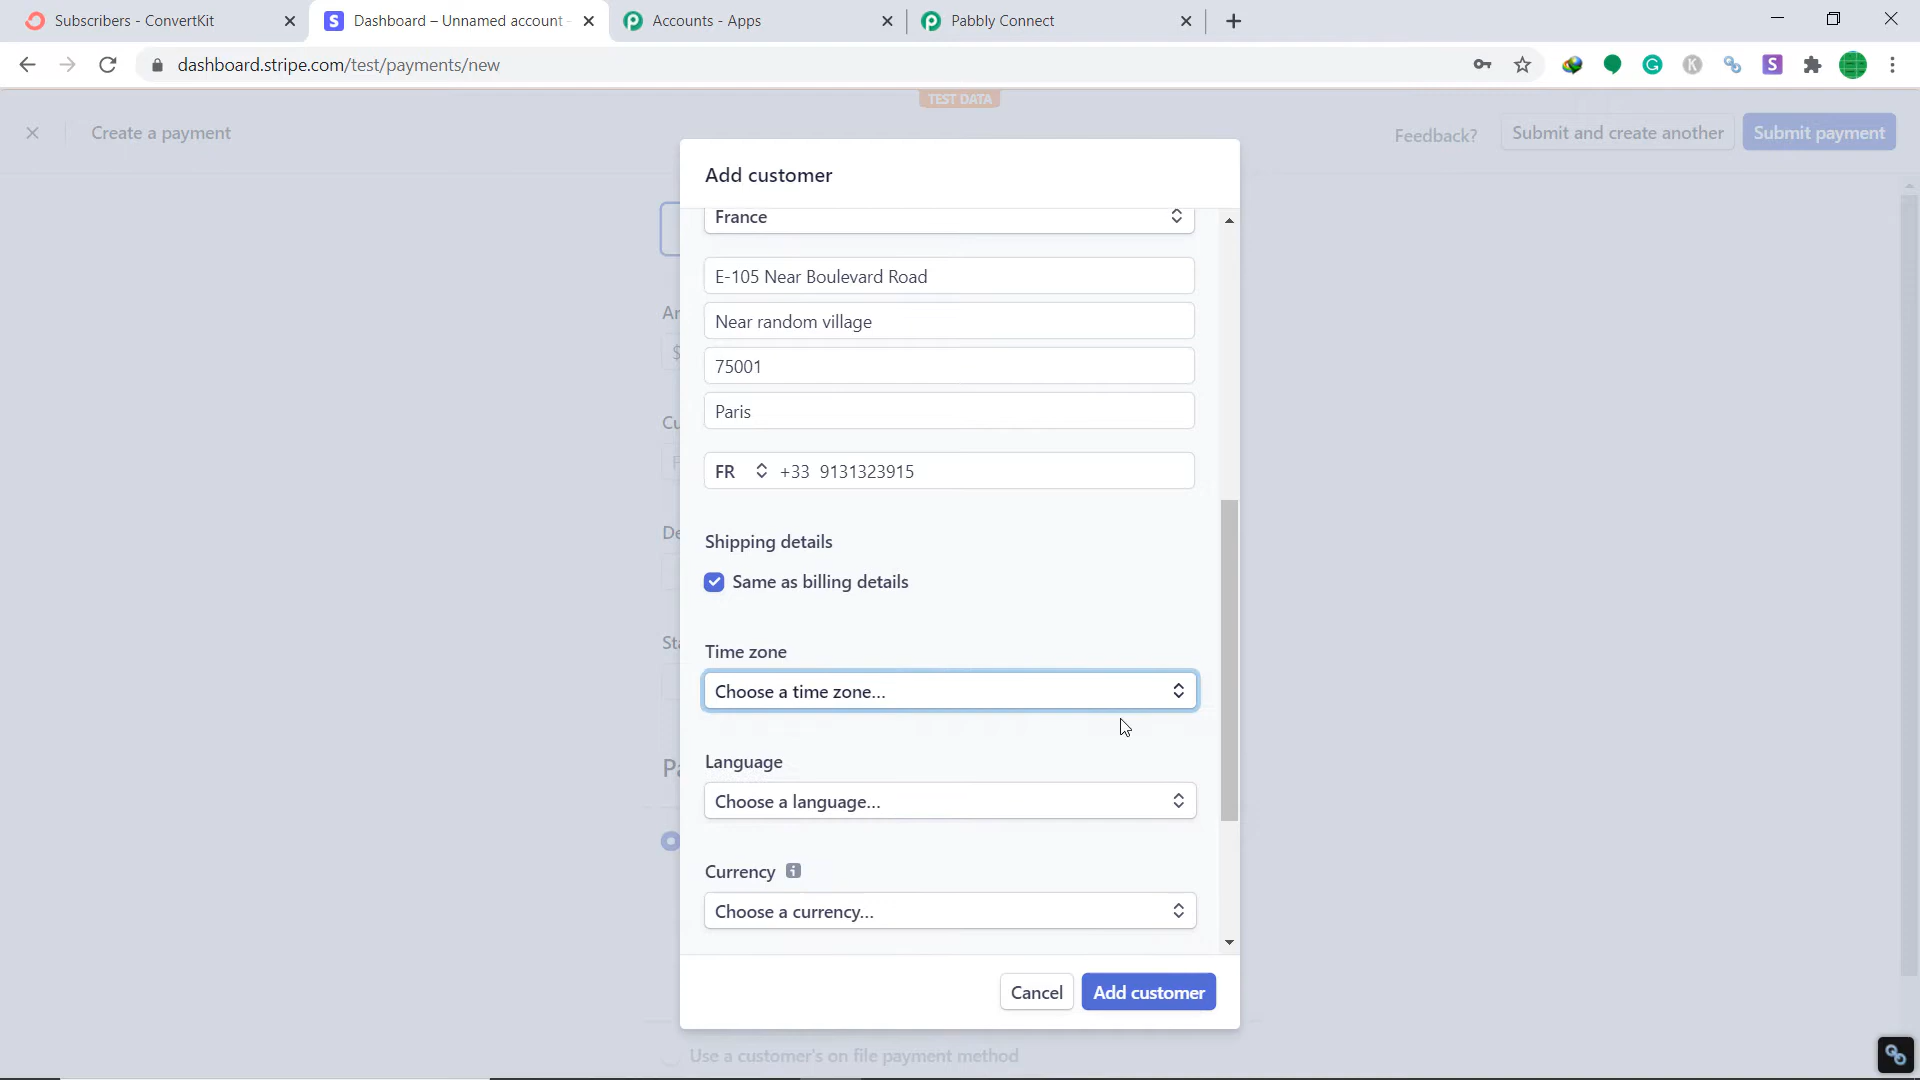 Subscribers - ConvertKit
Dashboard – Unnamed account -
Accounts - Apps
Pabbly Connect
dashboard.stripe.com/test/payments/new
TEST DATA
Create a payment
Feedback?
Submit and create another
Submit payment
Add customer
France
E-105 Near Boulevard Road
Near random village
75001
Paris
FR +33 9131323915
Shipping details
Same as billing details
Time zone
Choose a time zone...
Language
Choose a language...
Currency
Choose a currency...
Cancel
Add customer
Use a customer's on file payment method